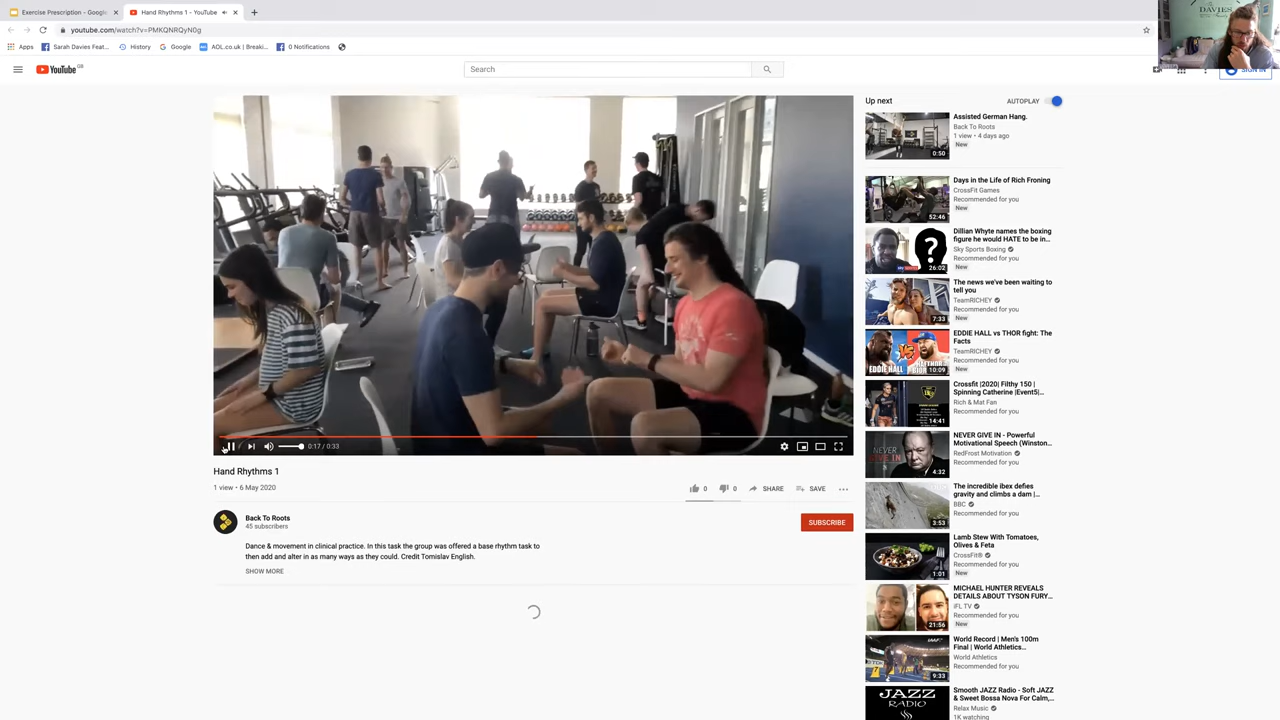 Exercise Prescription - Google
Hand Rhythms 1 - YouTube
youtube.com/watch?v=PMKQNRQyN0g
Apps
Sarah Davies Feat...
History
Google
AOL.co.uk | Breaki...
0 Notifications
DAVIES
YouTube GB
Search
SIGN IN
Up next
AUTOPLAY
Assisted German Hang.
Back To Roots
1 view • 4 days ago
New
0:50
Days in the Life of Rich Froning
CrossFit Games
Recommended for you
New
52:46
Dillian Whyte names the boxing
figure he would HATE to be in...
Sky Sports Boxing
Recommended for you
New
26:02
The news we've been waiting to
tell you
TeamRICHEY
Recommended for you
New
7:33
EDDIE HALL vs THOR fight: The
Facts
TeamRICHEY
Recommended for you
EDDIE HALL
10:09
Crossfit |2020| Filthy 150 |
Spinning Catherine |Event5|...
Rich & Mat Fan
Recommended for you
14:41
NEVER GIVE IN - Powerful
Motivational Speech (Winston...
RedFrost Motivation
Recommended for you
NEVER
GIVE IN
4:32
The incredible ibex defies
gravity and climbs a dam |...
BBC
Recommended for you
3:53
Lamb Stew With Tomatoes,
Olives & Feta
CrossFit®
Recommended for you
New
1:01
MICHAEL HUNTER REVEALS
DETAILS ABOUT TYSON FURY...
iFL TV
Recommended for you
New
21:56
World Record | Men's 100m
Final | World Athletics...
World Athletics
Recommended for you
9:33
Smooth JAZZ Radio - Soft JAZZ
& Sweet Bossa Nova For Calm,...
Relax Music
1K watching
JAZZ
RADIO
0:17 / 0:33
Hand Rhythms 1
1 view • 6 May 2020
0
0
SHARE
SAVE
Back To Roots
45 subscribers
SUBSCRIBE
Dance & movement in clinical practice. In this task the group was offered a base rhythm task to
then add and alter in as many ways as they could. Credit Tomislav English.
SHOW MORE